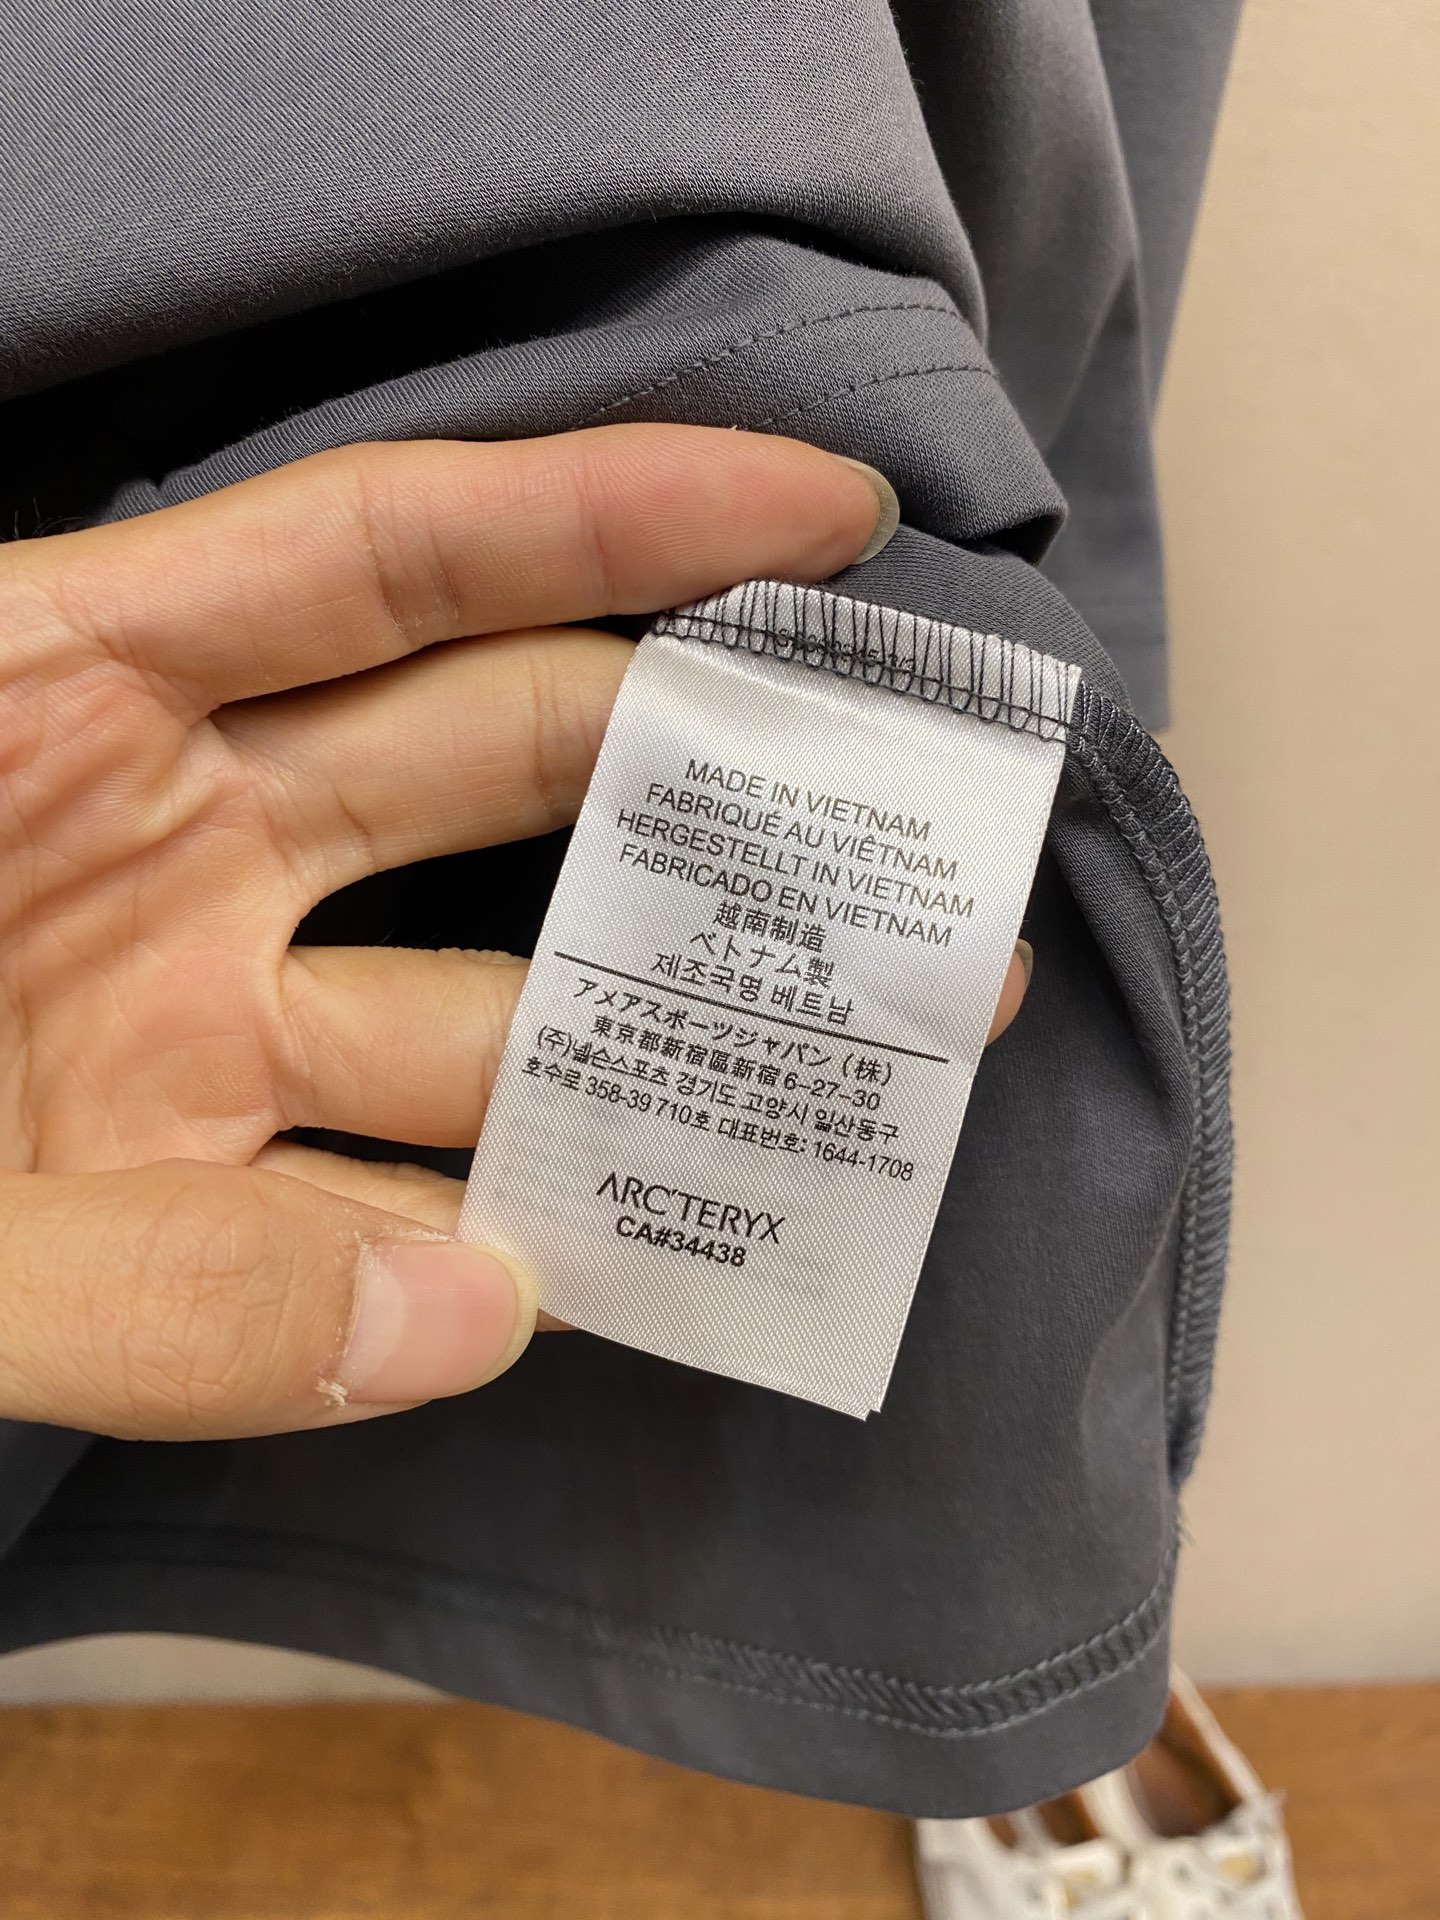 MADE IN VIETNAM
FABRIQUÉ AU VIÊTNAM
HERGESTELLT IN VIETNAM
FABRICADO EN VIETNAM
越南制造
ベトナム製
제조국명 베트남
アメアスポーツジャパン（株）
東京都新宿區新宿 6-27-30
(주)넬슨스포츠 경기도 고양시 일산동구
호수로 358-39 710호 대표번호: 1644-1708
ARC'TERYX
CA#34438